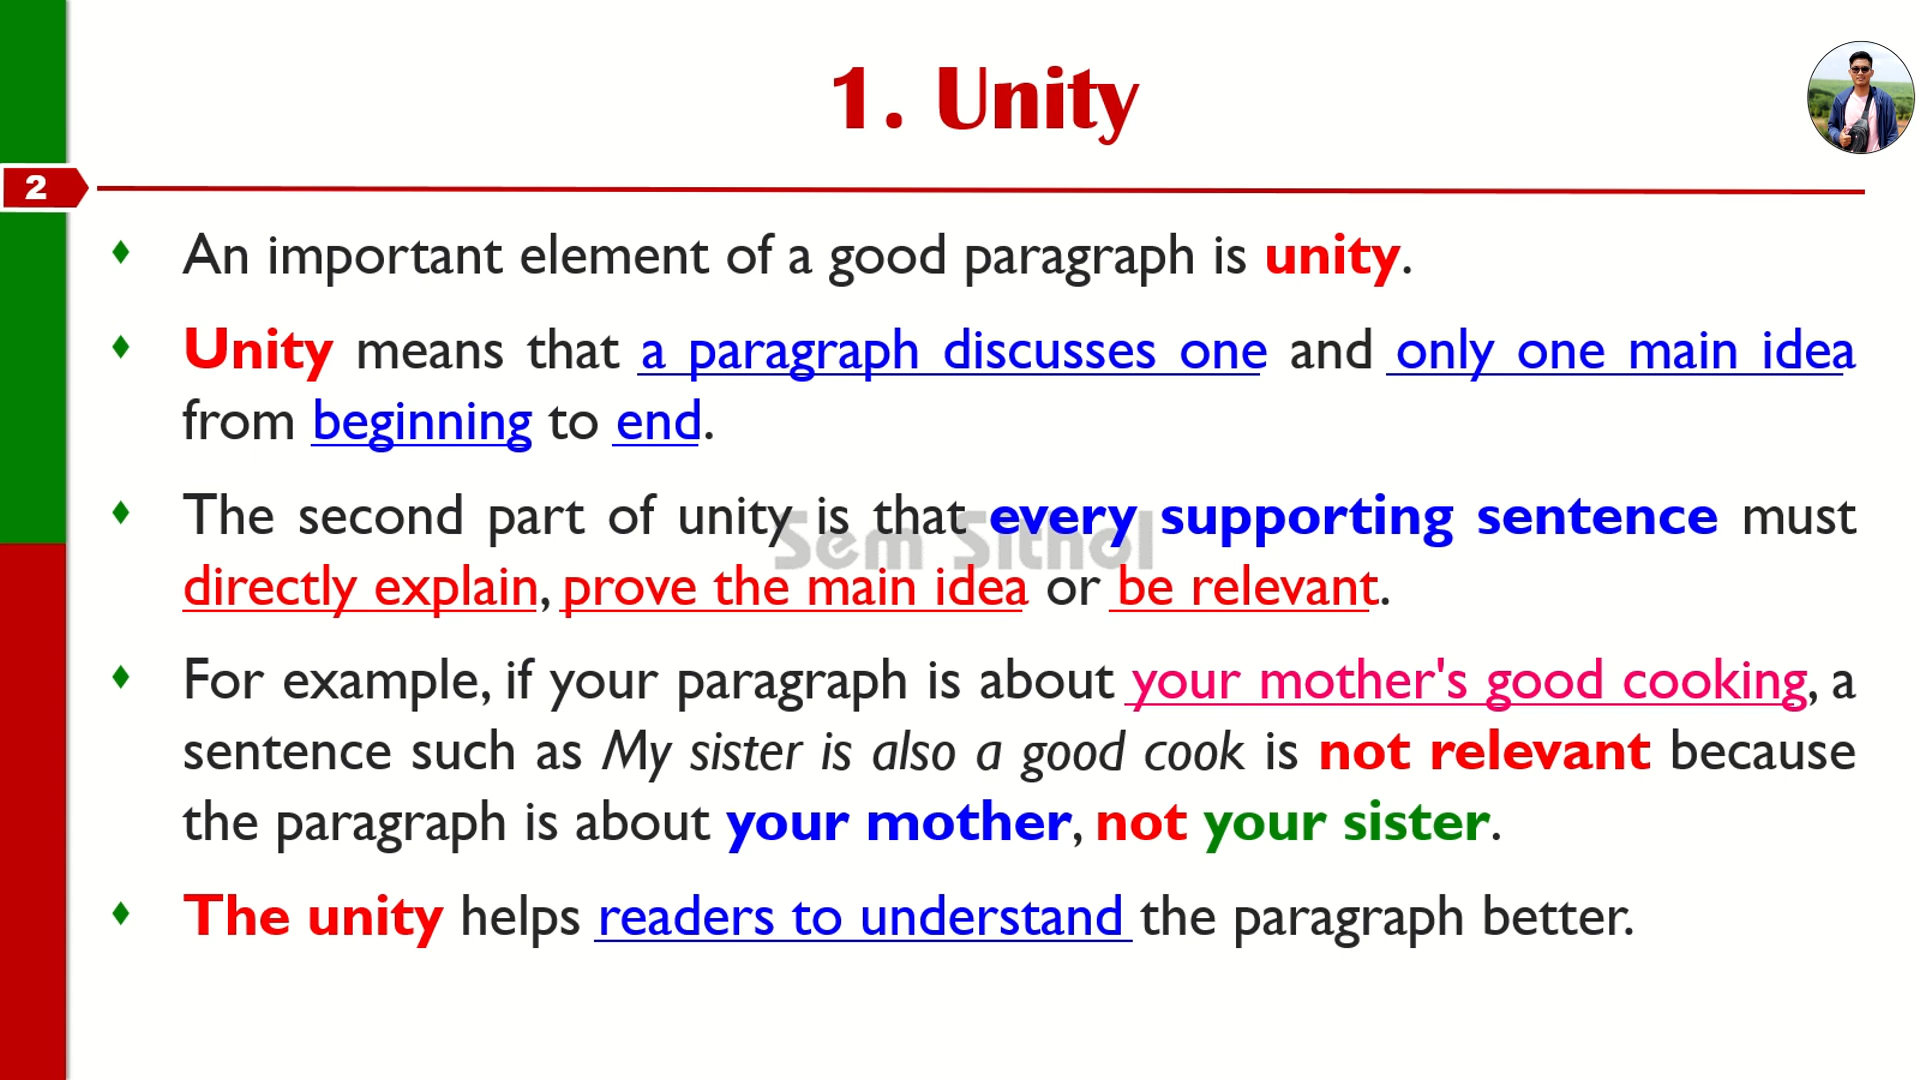 1. Unity
2
An important element of a good paragraph is unity.
Unity means that a paragraph discusses one and only one main idea
from beginning to end.
The second part of unity is that every supporting sentence must
Sem Sithol
directly explain, prove the main idea or be relevant.
For example, if your paragraph is about your mother's good cooking, a
sentence such as My sister is also a good cook is not relevant because
the paragraph is about your mother, not your sister.
The unity helps readers to understand the paragraph better.